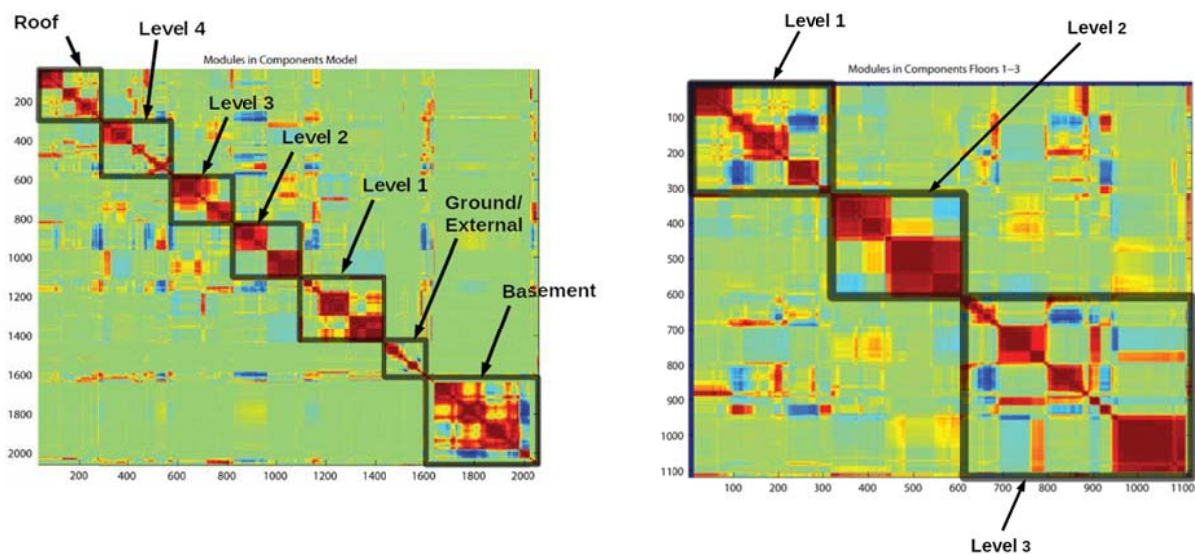 Roof
Level 4
Modules in Components Model
Level 3
Level 2
Level 1
Ground/
External
Basement
200
400
600
800
1000
1200
1400
1600
1800
2000
200 400 600 800 1000 1200 1400 1600 1800 2000
Level 1
Level 2
Modules in Components Floors 1–3
100
200
300
400
500
600
700
800
900
1000
1100
100 200 300 400 500 600 700 800 900 1000 1100
Level 3